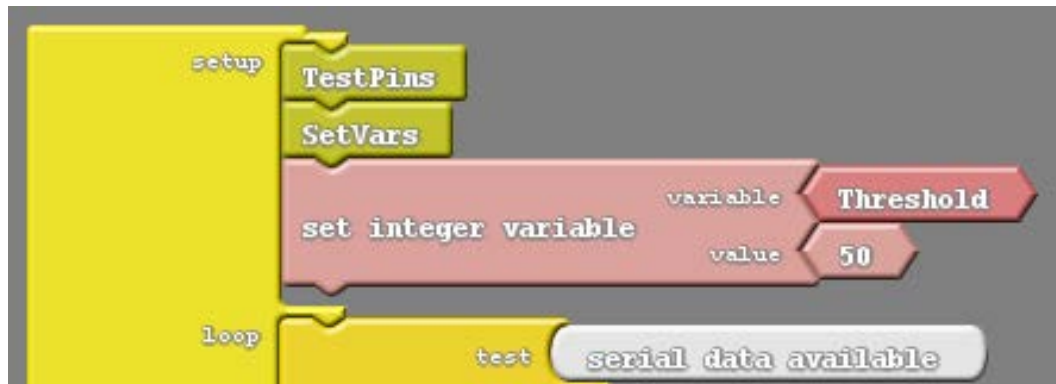 setup
TestPins
SetVars
variable Threshold
set integer variable
value 50
loop
test serial data available